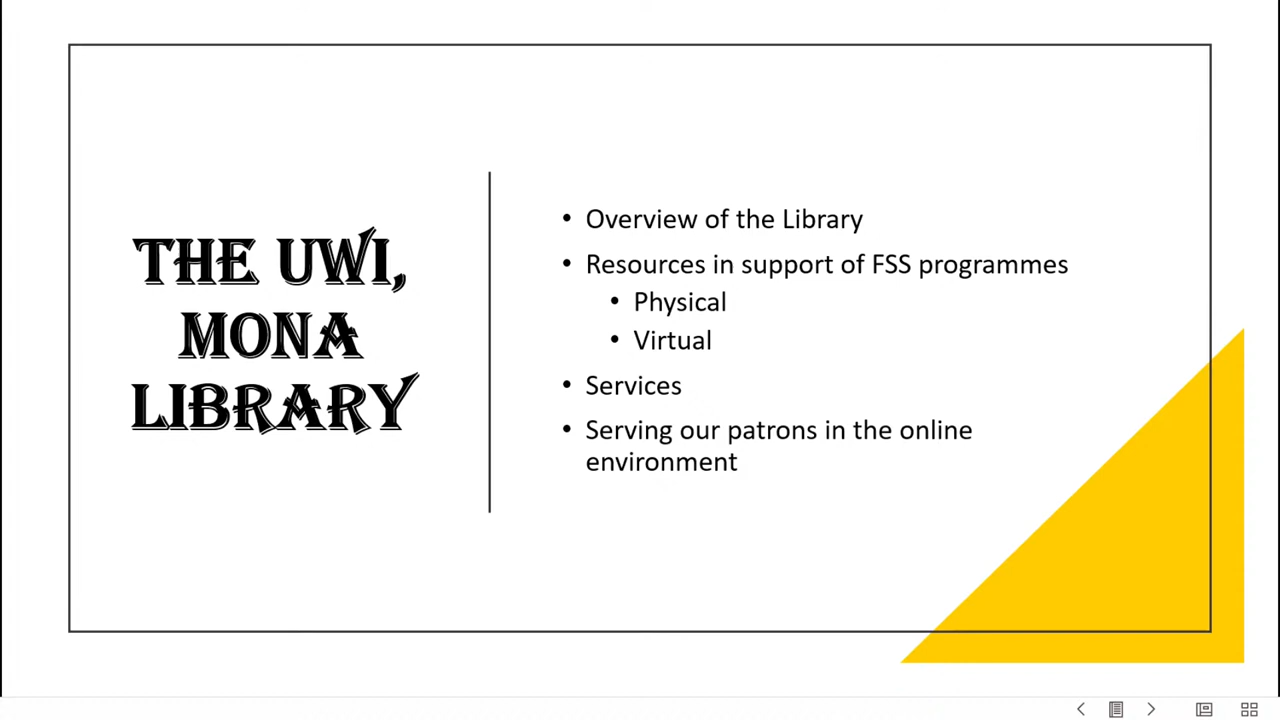 THE UWI,
MONA
LIBRARY
• Overview of the Library
• Resources in support of FSS programmes
• Physical
• Virtual
• Services
• Serving our patrons in the online
environment